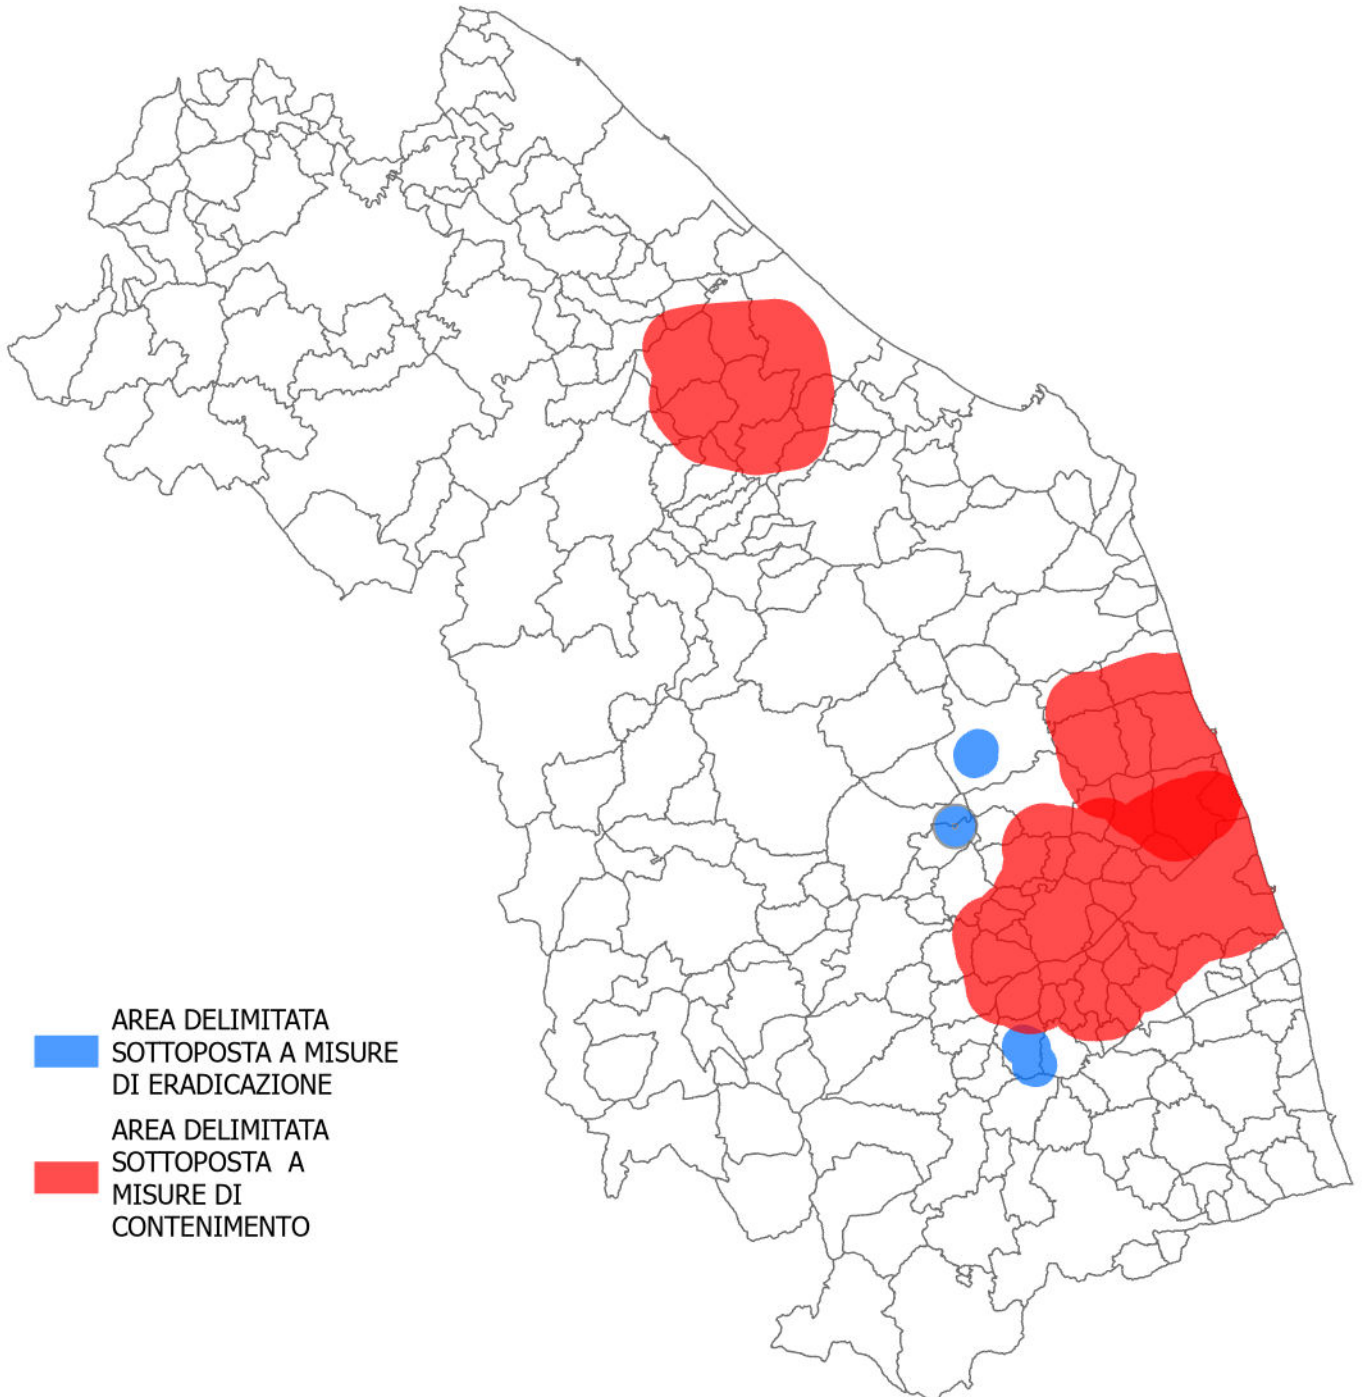 AREA DELIMITATA
SOTTOPOSTA A MISURE
DI ERADICAZIONE
AREA DELIMITATA
SOTTOPOSTA A
MISURE DI
CONTENIMENTO